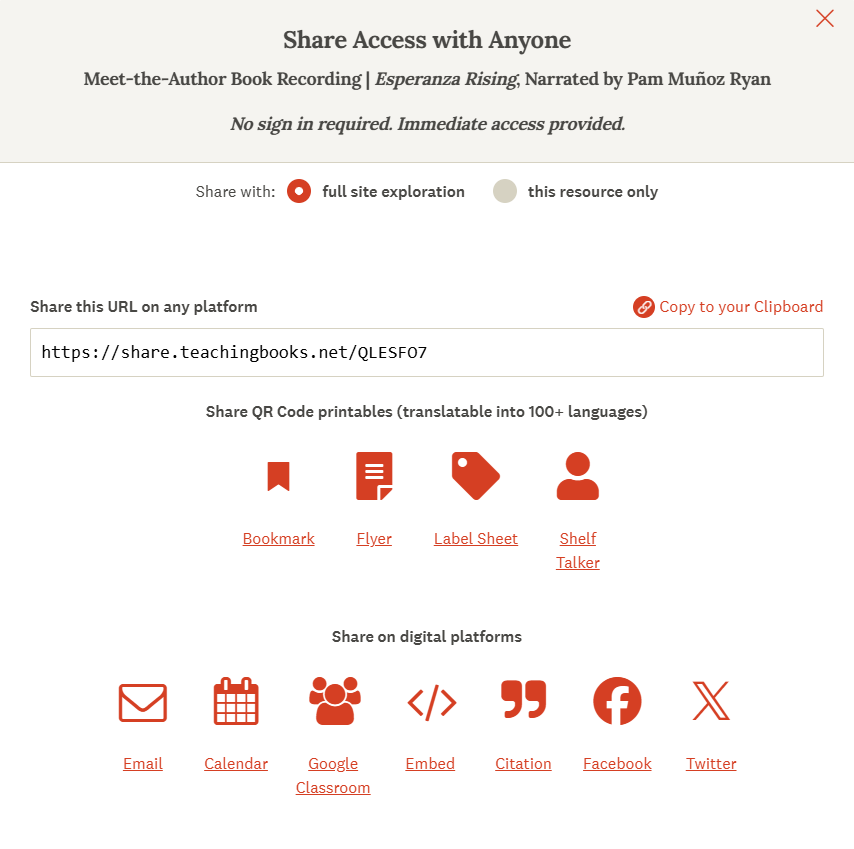 Share Access with Anyone
Meet-the-Author Book Recording | Esperanza Rising, Narrated by Pam Muñoz Ryan
No sign in required. Immediate access provided.
Share with: full site exploration this resource only
Share this URL on any platform Copy to your Clipboard
https://share.teachingbooks.net/QLESFO7
Share QR Code printables (translatable into 100+ languages)
Bookmark Flyer Label Sheet Shelf
Talker
Share on digital platforms
Email Calendar Google Embed Citation Facebook Twitter
Classroom